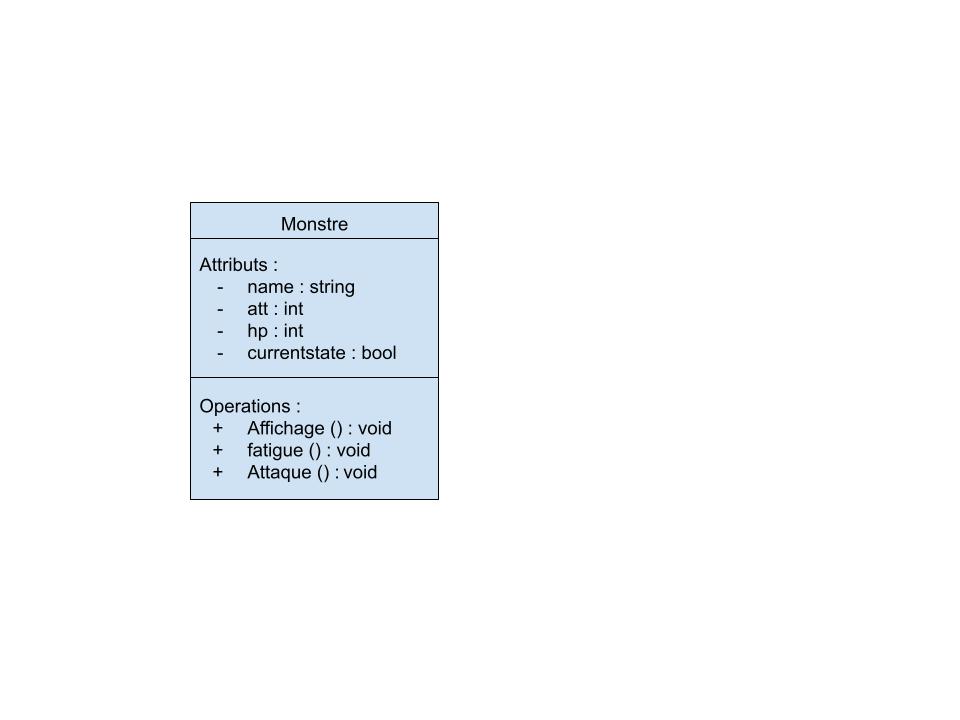 Monstre
Attributs :
- name : string
- att : int
- hp : int
- currentstate : bool
Operations :
+ Affichage () : void
+ fatigue () : void
+ Attaque () : void